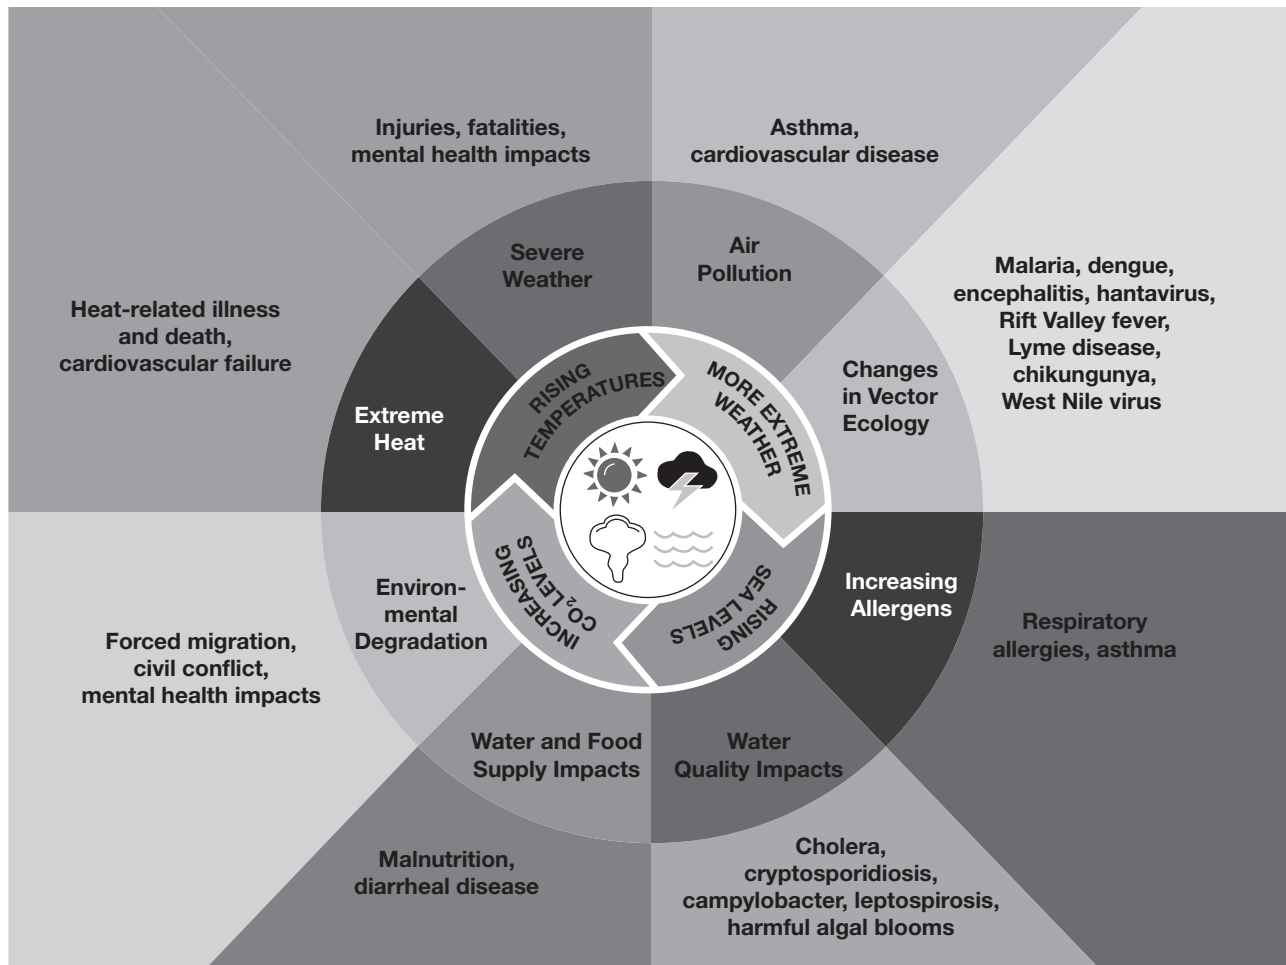 Injuries, fatalities,
mental health impacts
Asthma,
cardiovascular disease
Severe
Weather
Air
Pollution
Heat-related illness
and death,
cardiovascular failure
Malaria, dengue,
encephalitis, hantavirus,
Rift Valley fever,
Lyme disease,
chikungunya,
West Nile virus
Extreme
Heat
Changes
in Vector
Ecology
RISING
TEMPERATURES
MORE EXTREME
WEATHER
INCREASING
CO₂ LEVELS
RISING
SEA LEVELS
Environ-
mental
Degradation
Increasing
Allergens
Forced migration,
civil conflict,
mental health impacts
Respiratory
allergies, asthma
Water and Food
Supply Impacts
Water
Quality Impacts
Malnutrition,
diarrheal disease
Cholera,
cryptosporidiosis,
campylobacter, leptospirosis,
harmful algal blooms